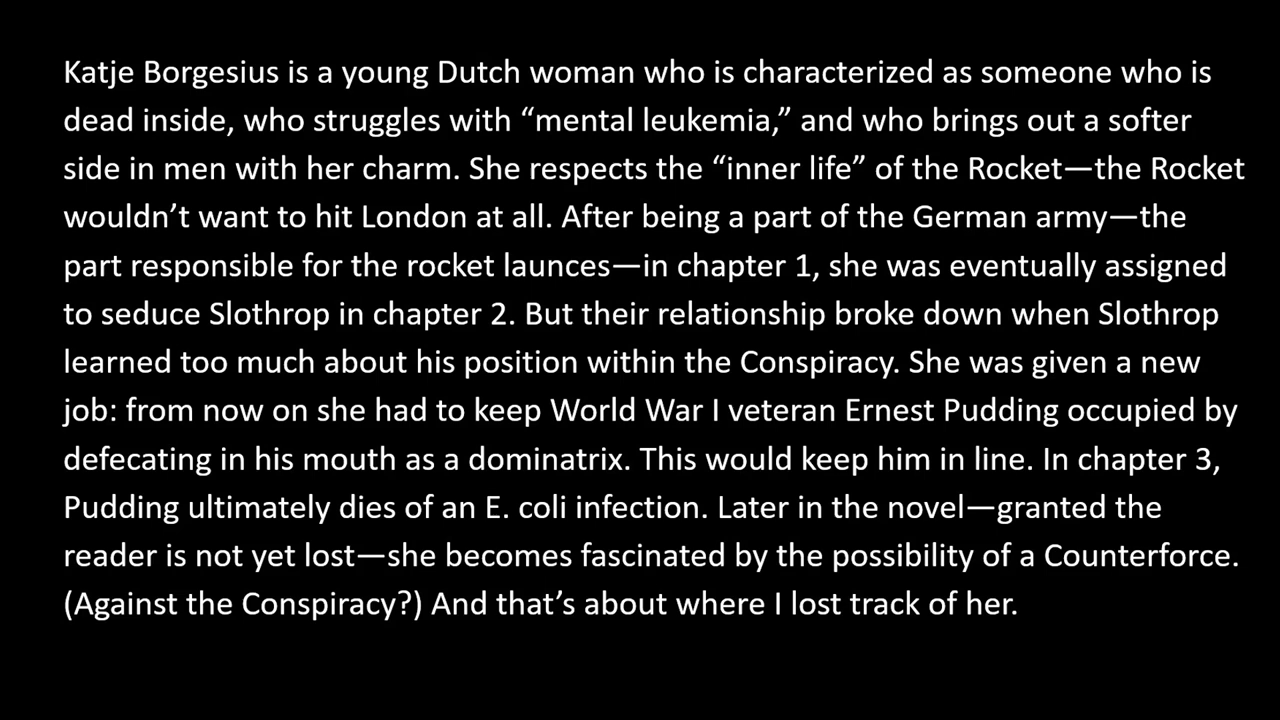 Katje Borgesius is a young Dutch woman who is characterized as someone who is
dead inside, who struggles with “mental leukemia,” and who brings out a softer
side in men with her charm. She respects the “inner life” of the Rocket—the Rocket
wouldn’t want to hit London at all. After being a part of the German army—the
part responsible for the rocket launces—in chapter 1, she was eventually assigned
to seduce Slothrop in chapter 2. But their relationship broke down when Slothrop
learned too much about his position within the Conspiracy. She was given a new
job: from now on she had to keep World War I veteran Ernest Pudding occupied by
defecating in his mouth as a dominatrix. This would keep him in line. In chapter 3,
Pudding ultimately dies of an E. coli infection. Later in the novel—granted the
reader is not yet lost—she becomes fascinated by the possibility of a Counterforce.
(Against the Conspiracy?) And that’s about where I lost track of her.